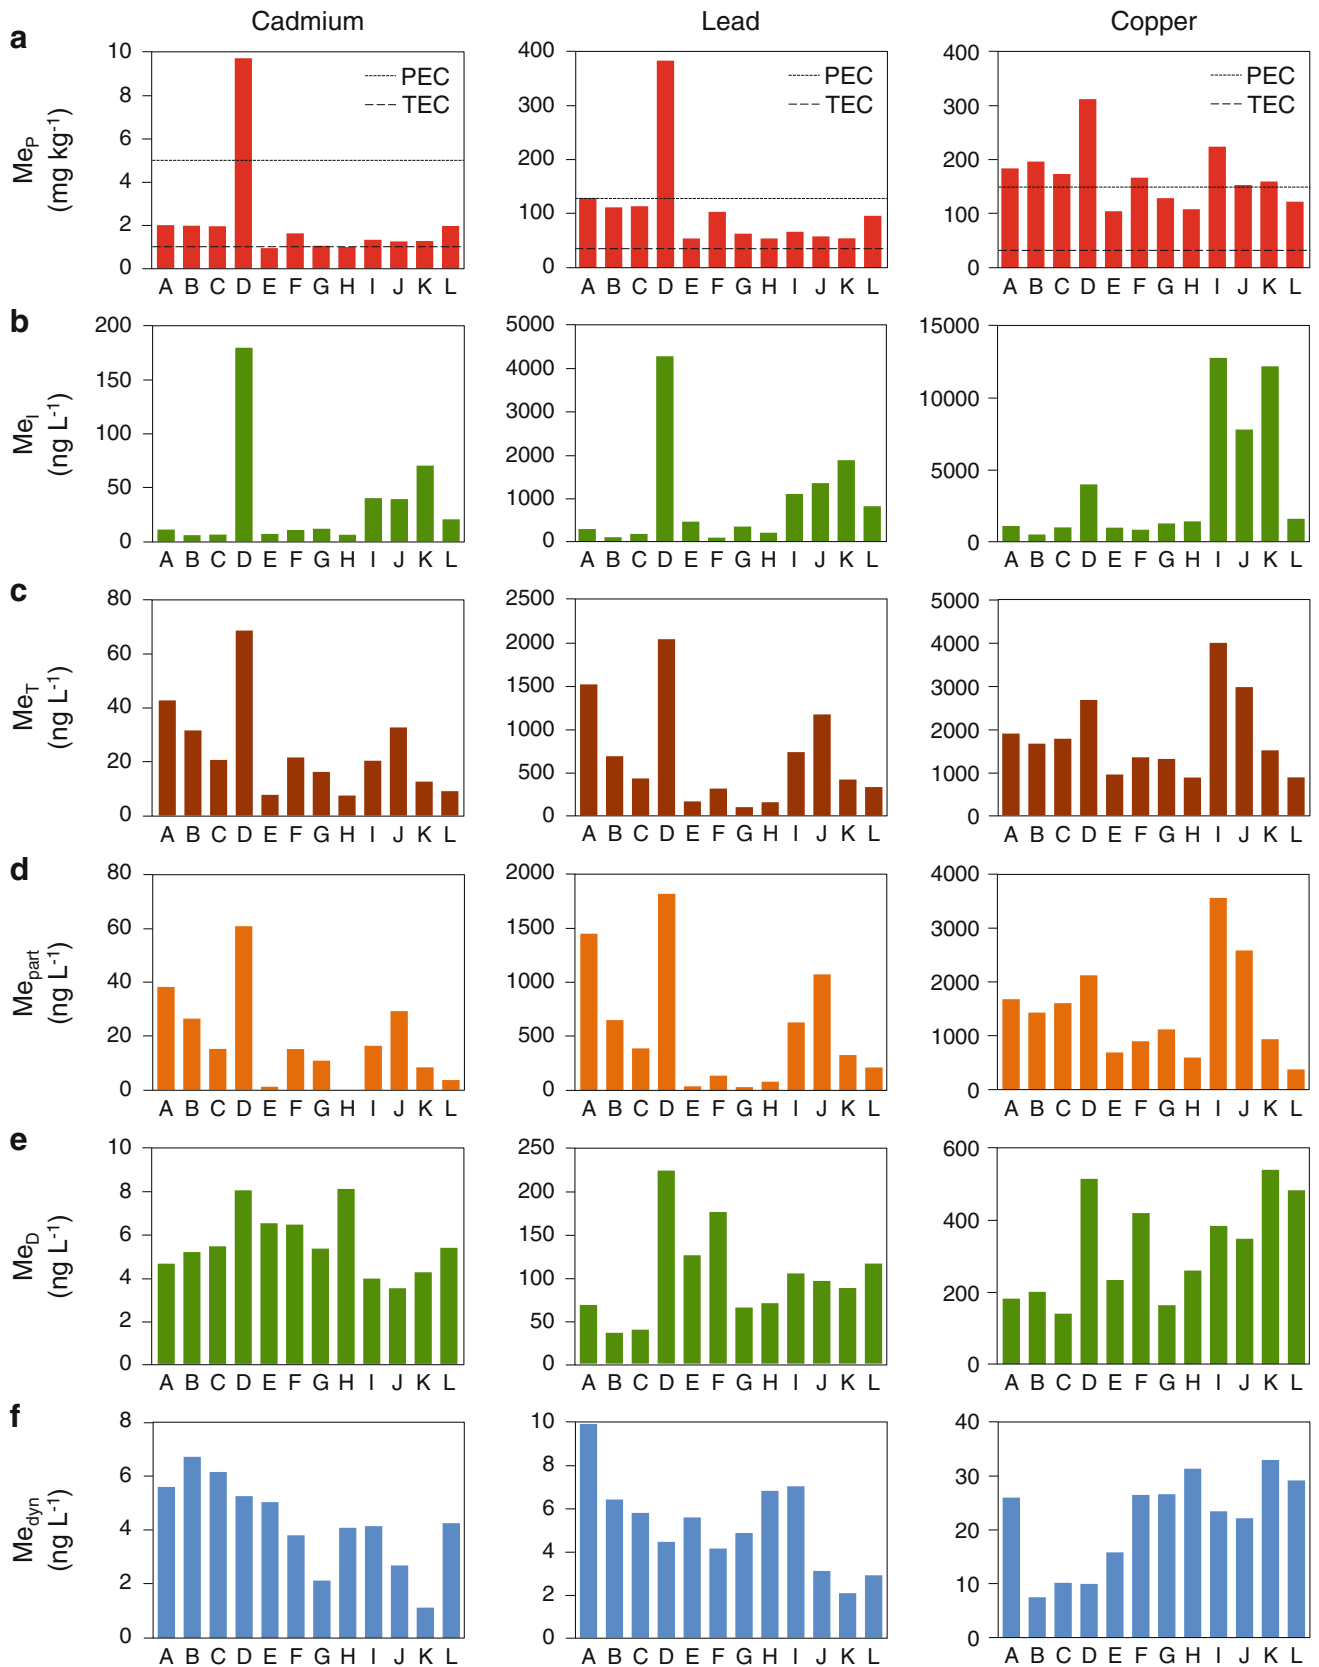 Cadmium Lead Copper
a
Me_P (mg kg⁻¹)
10 8 6 4 2 0
PEC
TEC
A B C D E F G H I J K L
400 300 200 100 0
PEC
TEC
A B C D E F G H I J K L
400 300 200 100 0
PEC
TEC
A B C D E F G H I J K L
b
Me_I (ng L⁻¹)
200 150 100 50 0
A B C D E F G H I J K L
5000 4000 3000 2000 1000 0
A B C D E F G H I J K L
15000 10000 5000 0
A B C D E F G H I J K L
c
Me_T (ng L⁻¹)
80 60 40 20 0
A B C D E F G H I J K L
2500 2000 1500 1000 500 0
A B C D E F G H I J K L
5000 4000 3000 2000 1000 0
A B C D E F G H I J K L
d
Me_part (ng L⁻¹)
80 60 40 20 0
A B C D E F G H I J K L
2000 1500 1000 500 0
A B C D E F G H I J K L
4000 3000 2000 1000 0
A B C D E F G H I J K L
e
Me_D (ng L⁻¹)
10 8 6 4 2 0
A B C D E F G H I J K L
250 200 150 100 50 0
A B C D E F G H I J K L
600 400 200 0
A B C D E F G H I J K L
f
Me_dyn (ng L⁻¹)
8 6 4 2 0
A B C D E F G H I J K L
10 8 6 4 2 0
A B C D E F G H I J K L
40 30 20 10 0
A B C D E F G H I J K L